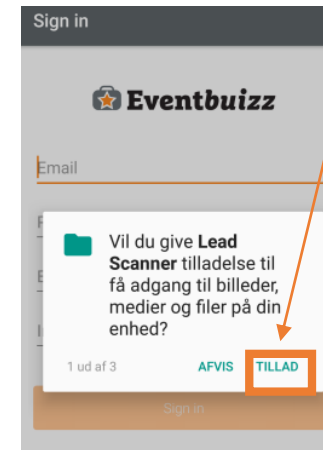 Sign in
Eventbuizz
Email
Vil du give Lead
Scanner tilladelse til
få adgang til billeder,
medier og filer på din
enhed?
1 ud af 3
AFVIS
TILLAD
Sign in